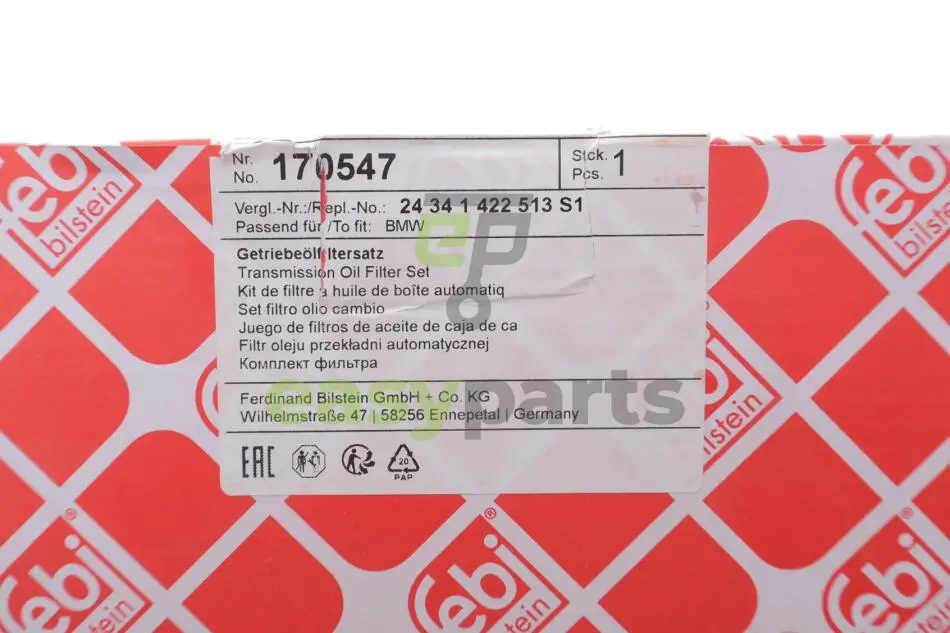 Nr.
No. 170547
Stck.
Pcs. 1
Vergl.-Nr.:/Repl.-No.: 24 34 1 422 513 S1
Passend für /To fit: BMW
Getriebeölfiltersatz
Transmission Oil Filter Set
Kit de filtre à huile de boîte automatiq
Set filtro olio cambio
Juego de filtros de aceite de caja de ca
Filtr oleju przekładni automatycznej
Комплект фильтра
Ferdinand Bilstein GmbH + Co. KG
Wilhelmstraße 47 | 58256 Ennepetal | Germany
EAC
20
PAP
ep
easyparts
febi
bilstein
febi
bilstein
bilstein
febi
bilstein
febi ®
bilstein
febi ®
bilstein